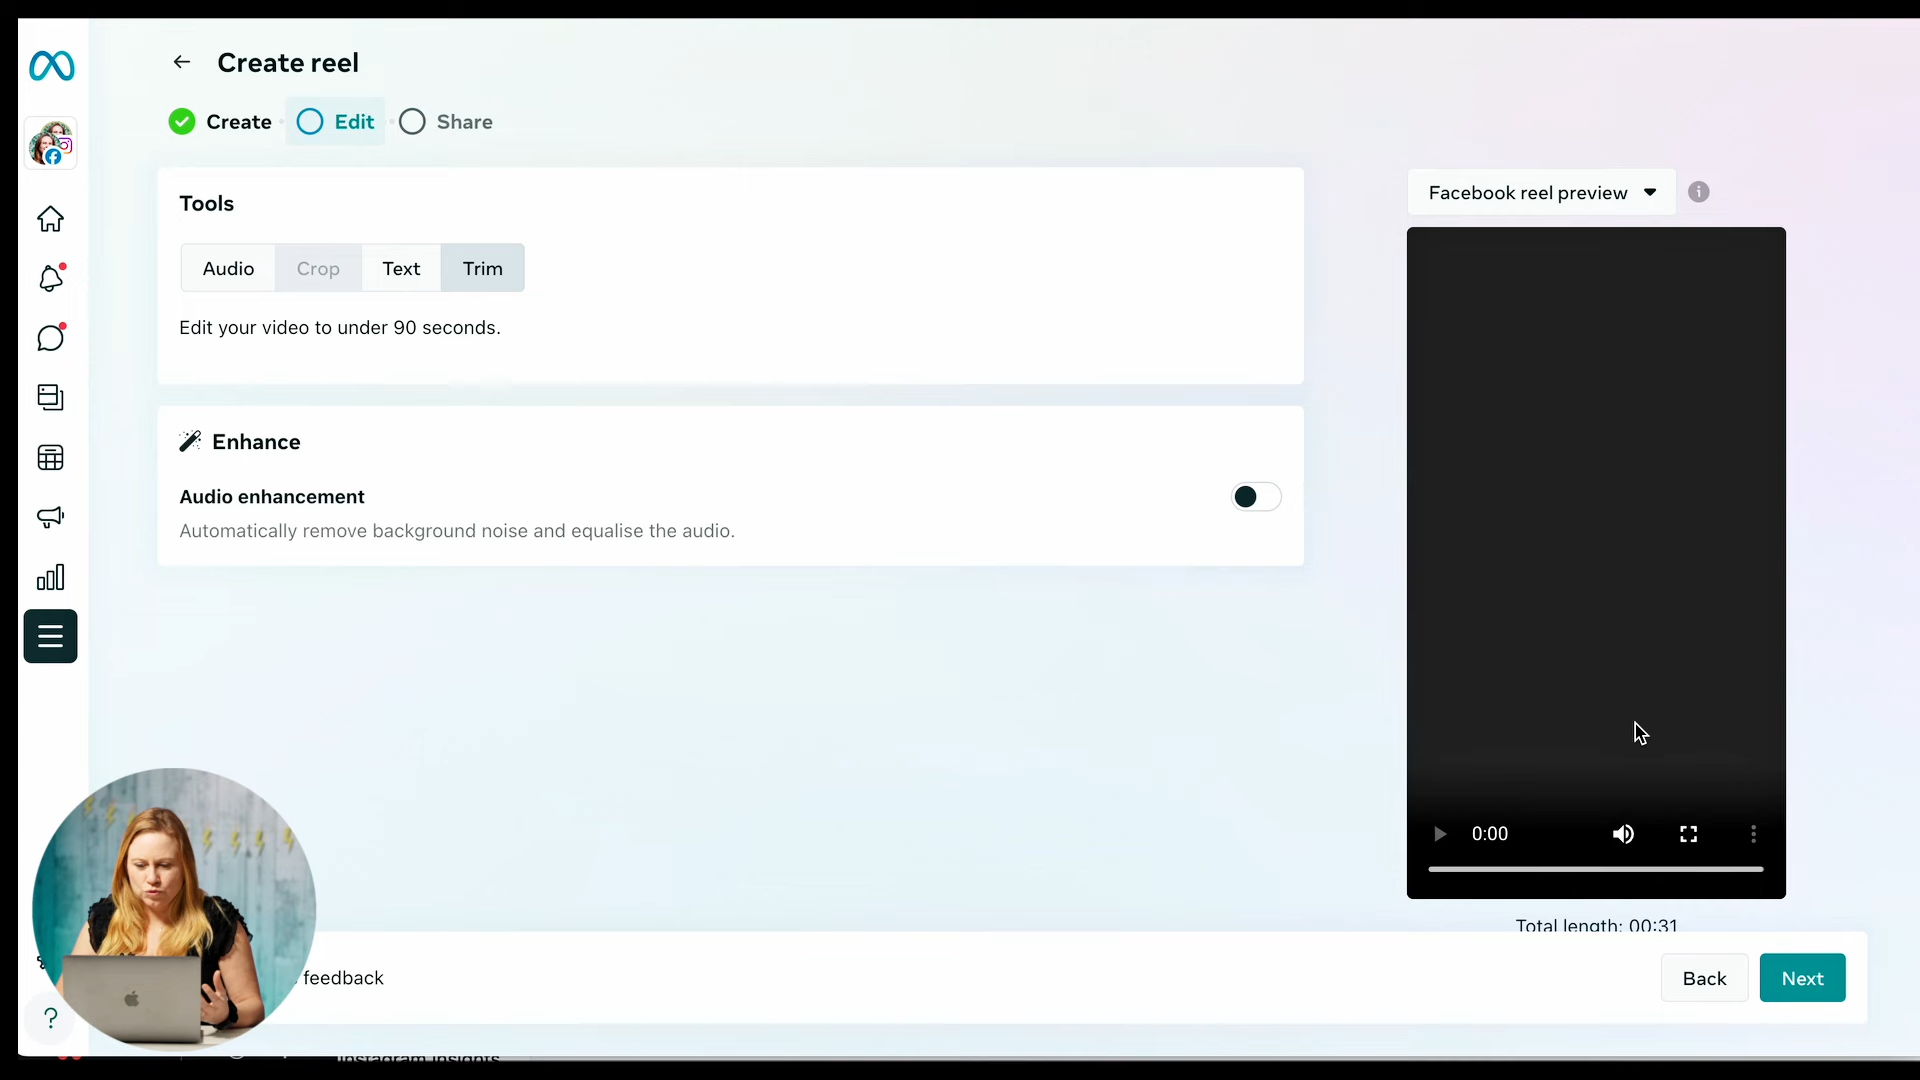 Create reel
Create
Edit
Share
Tools
Audio
Crop
Text
Trim
Edit your video to under 90 seconds.
Enhance
Audio enhancement
Automatically remove background noise and equalise the audio.
Facebook reel preview
0:00
Total length: 00:31
feedback
Back
Next
?
Instagram Insights